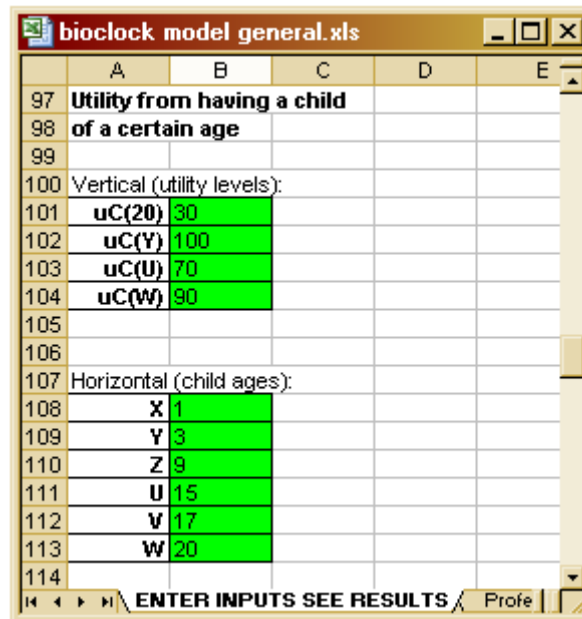 bioclock model general.xls
A B C D E
97 Utility from having a child
98 of a certain age
99
100 Vertical (utility levels):
101 uC(20) 30
102 uC(Y) 100
103 uC(U) 70
104 uC(W) 90
105
106
107 Horizontal (child ages):
108 X 1
109 Y 3
110 Z 9
111 U 15
112 V 17
113 W 20
114
ENTER INPUTS SEE RESULTS Profe